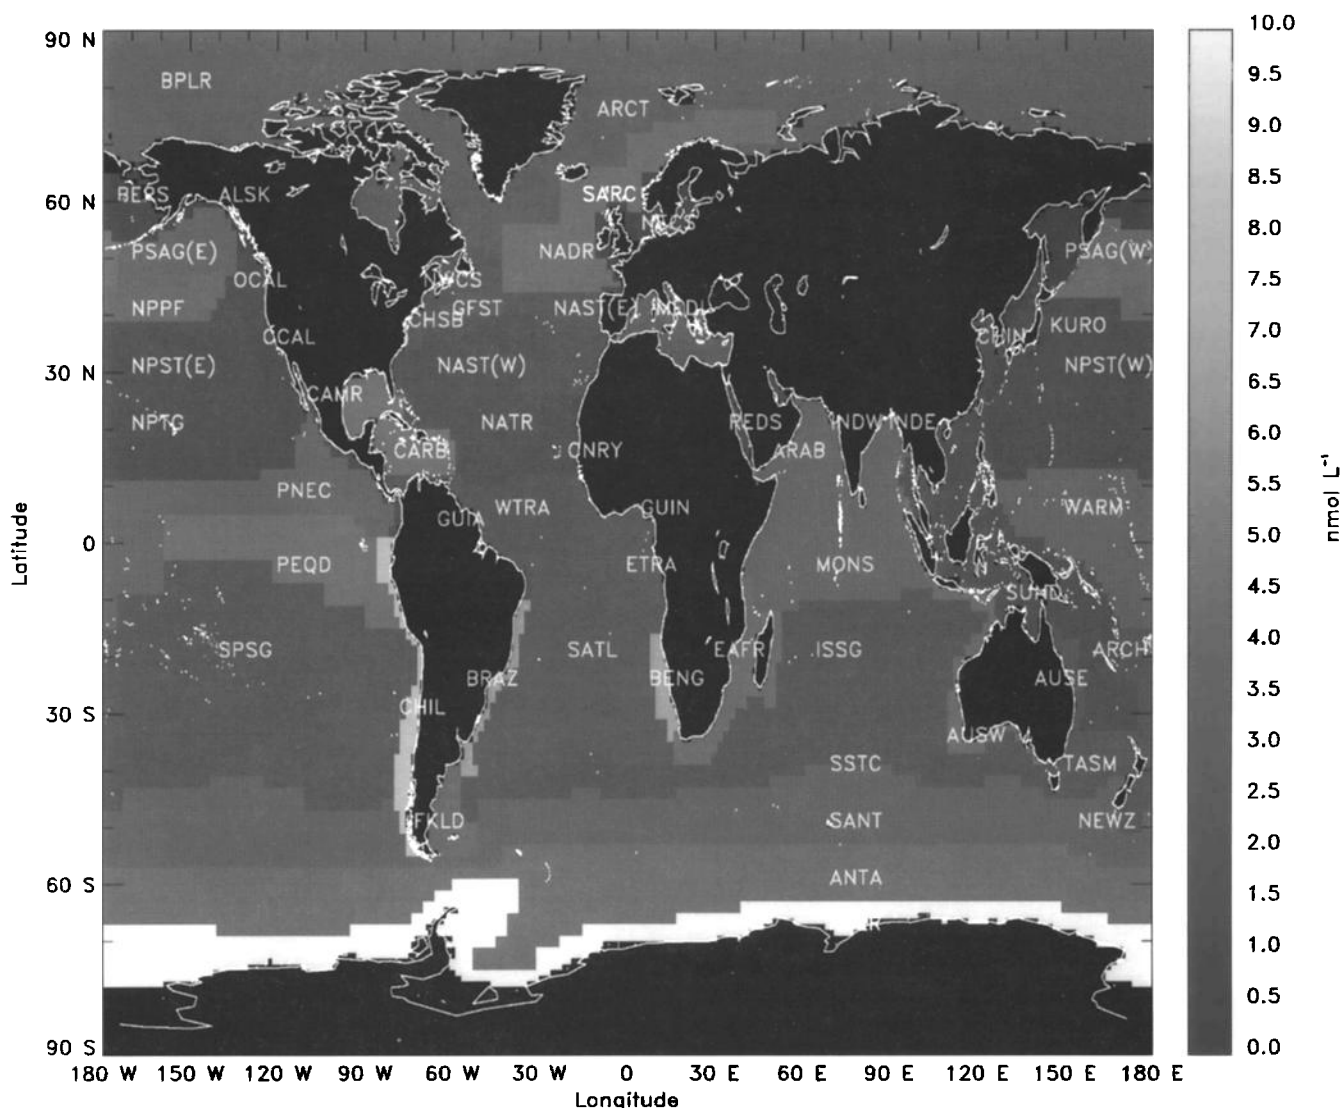 90 N
10.0
BPLR
9.5
ARCT
9.0
8.5
60 N
BERS ALSK
SARC
8.0
PSAG(E)
NADR
PSAG(W)
7.5
OCAL
NWCS
NPPF
GFST
NAST(E)
MEDI
7.0
CHSB
KURO
CCAL
CHIN
30 N
NPST(E)
NAST(W)
NPST(W)
6.5
CAMR
6.0
NPTG
NATR
REDS
INDW
INDE
CARB
CNRY
ARAB
5.5
PNEC
WTRA
GUIN
WARM
GUIA
5.0
0
PEQD
ETRA
MONS
4.5
SUND
4.0
SPSG
SATL
EAFR
ISSG
ARCH
BRAZ
BENG
AUSE
3.5
30 S
CHIL
AUSW
3.0
SSTC
TASM
2.5
FKLD
SANT
NEWZ
2.0
60 S
ANTA
1.5
1.0
0.5
90 S
0.0
180 W 150 W 120 W 90 W 60 W 30 W 0 30 E 60 E 90 E 120 E 150 E 180 E
Longitude
Latitude
nmol L⁻¹